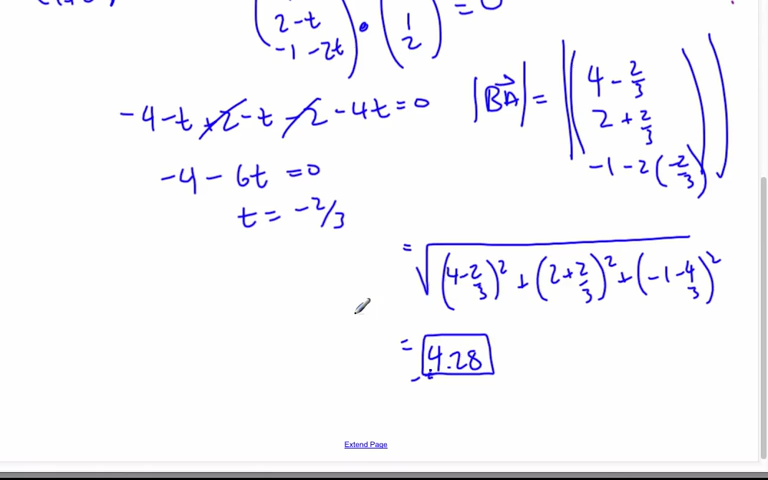 (2 - t
-1 - 2t) • (1
2) = 0
-4 - t + 2 - t - 2 - 4t = 0
-4 - 6t = 0
t = -2/3
|BA| = |(4 - 2/3
2 + 2/3
-1 - 2(-2/3))|
= √((4 - 2/3)² + (2 + 2/3)² + (-1 - 4/3)²)
= 4.28
Extend Page